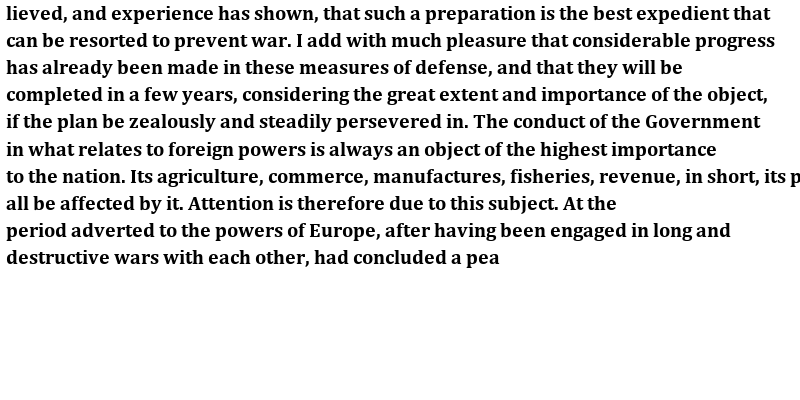 lieved, and experience has shown, that such a preparation is the best expedient that
can be resorted to prevent war. I add with much pleasure that considerable progress
has already been made in these measures of defense, and that they will be
completed in a few years, considering the great extent and importance of the object,
if the plan be zealously and steadily persevered in. The conduct of the Government
in what relates to foreign powers is always an object of the highest importance
to the nation. Its agriculture, commerce, manufactures, fisheries, revenue, in short, its p
all be affected by it. Attention is therefore due to this subject. At the
period adverted to the powers of Europe, after having been engaged in long and
destructive wars with each other, had concluded a pea